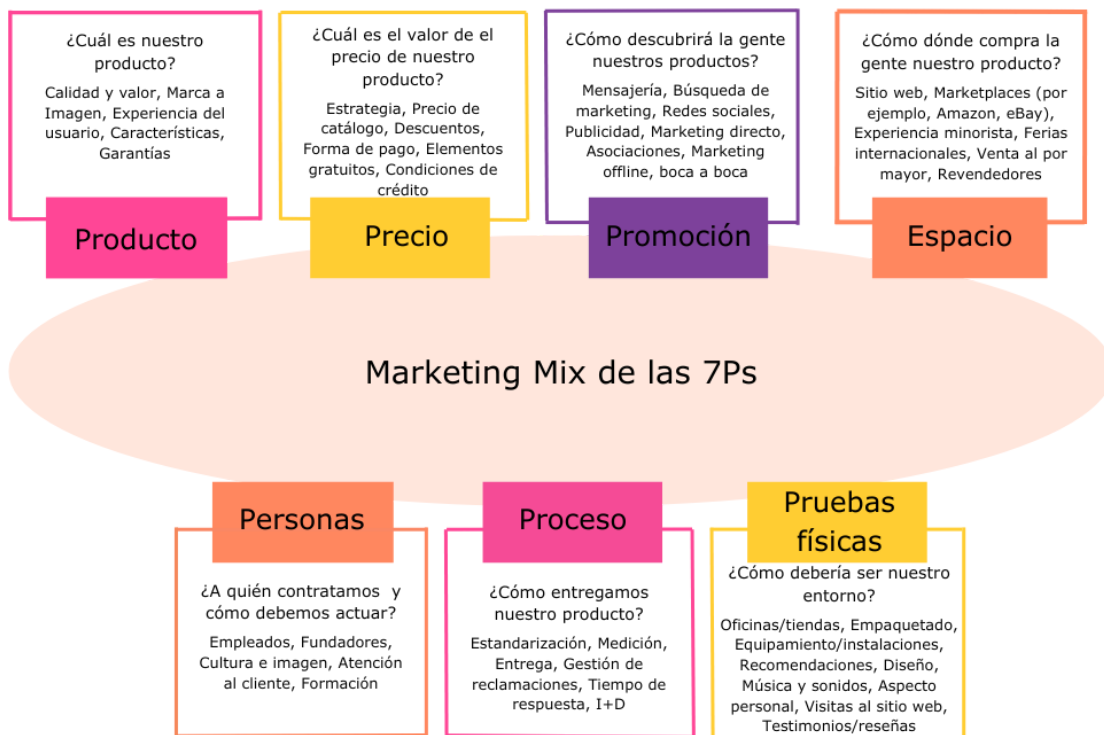 ¿Cuál es nuestro
producto?
Calidad y valor, Marca a
Imagen, Experiencia del
usuario, Características,
Garantías
Producto
¿Cuál es el valor de el
precio de nuestro
producto?
Estrategia, Precio de
catálogo, Descuentos,
Forma de pago, Elementos
gratuitos, Condiciones de
crédito
Precio
¿Cómo descubrirá la gente
nuestros productos?
Mensajería, Búsqueda de
marketing, Redes sociales,
Publicidad, Marketing directo,
Asociaciones, Marketing
offline, boca a boca
Promoción
¿Cómo dónde compra la
gente nuestro producto?
Sitio web, Marketplaces (por
ejemplo, Amazon, eBay),
Experiencia minorista, Ferias
internacionales, Venta al por
mayor, Revendedores
Espacio
Marketing Mix de las 7Ps
Personas
¿A quién contratamos y
cómo debemos actuar?
Empleados, Fundadores,
Cultura e imagen, Atención
al cliente, Formación
Proceso
¿Cómo entregamos
nuestro producto?
Estandarización, Medición,
Entrega, Gestión de
reclamaciones, Tiempo de
respuesta, I+D
Pruebas
físicas
¿Cómo debería ser nuestro
entorno?
Oficinas/tiendas, Empaquetado,
Equipamiento/instalaciones,
Recomendaciones, Diseño,
Música y sonidos, Aspecto
personal, Visitas al sitio web,
Testimonios/reseñas